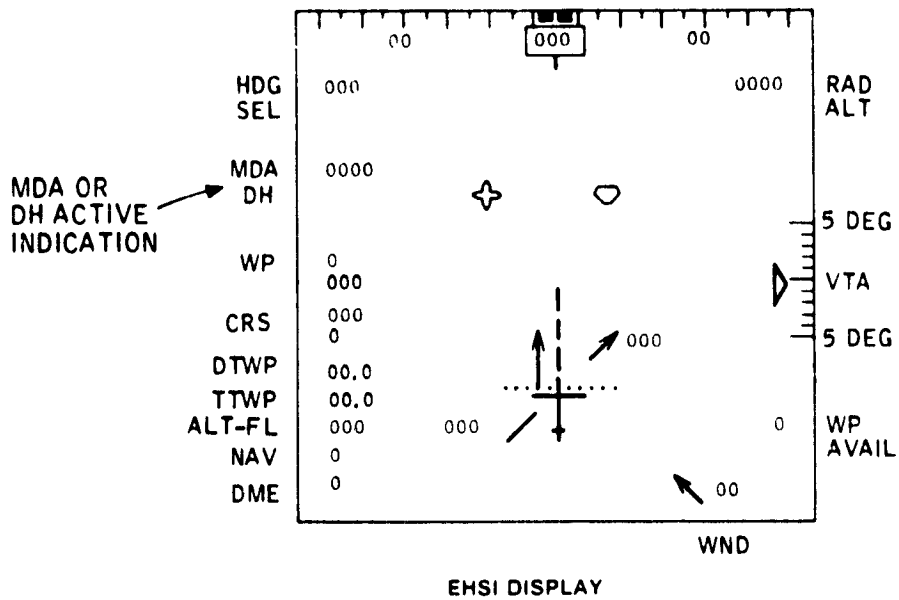 00 000 00
HDG SEL 000 0000 RAD ALT
MDA DH 0000
MDA OR
DH ACTIVE
INDICATION
5 DEG
WP 0
000
VTA
CRS 000
0
000
5 DEG
DTWP 00.0
TTWP 00.0
ALT-FL 000 000 0 WP AVAIL
NAV 0
DME 0 00
WND
EHSI DISPLAY